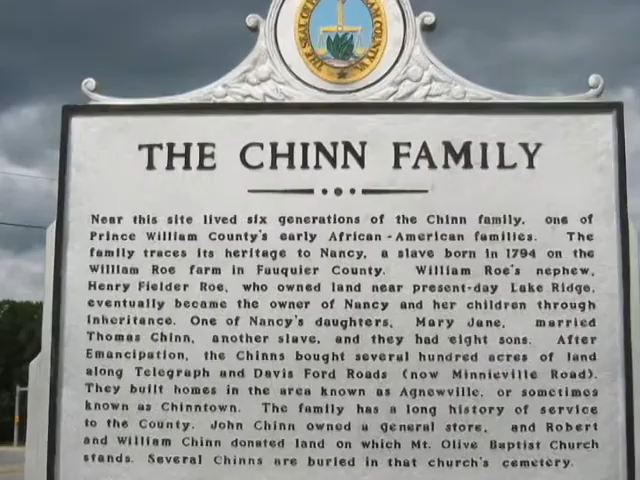 THE SEAL OF COUNTY
THE CHINN FAMILY
Near this site lived six generations of the Chinn family, one of
Prince William County's early African-American families. The
family traces its heritage to Nancy, a slave born in 1794 on the
William Roe farm in Fauquier County. William Roe's nephew,
Henry Fielder Roe, who owned land near present-day Lake Ridge,
eventually became the owner of Nancy and her children through
inheritance. One of Nancy's daughters, Mary Jane, married
Thomas Chinn, another slave, and they had eight sons. After
Emancipation, the Chinns bought several hundred acres of land
along Telegraph and Davis Ford Roads (now Minnieville Road).
They built homes in the area known as Agnewville, or sometimes
known as Chinntown. The family has a long history of service
to the County. John Chinn owned a general store, and Robert
and William Chinn donated land on which Mt. Olive Baptist Church
stands. Several Chinns are buried in that church's cemetery.